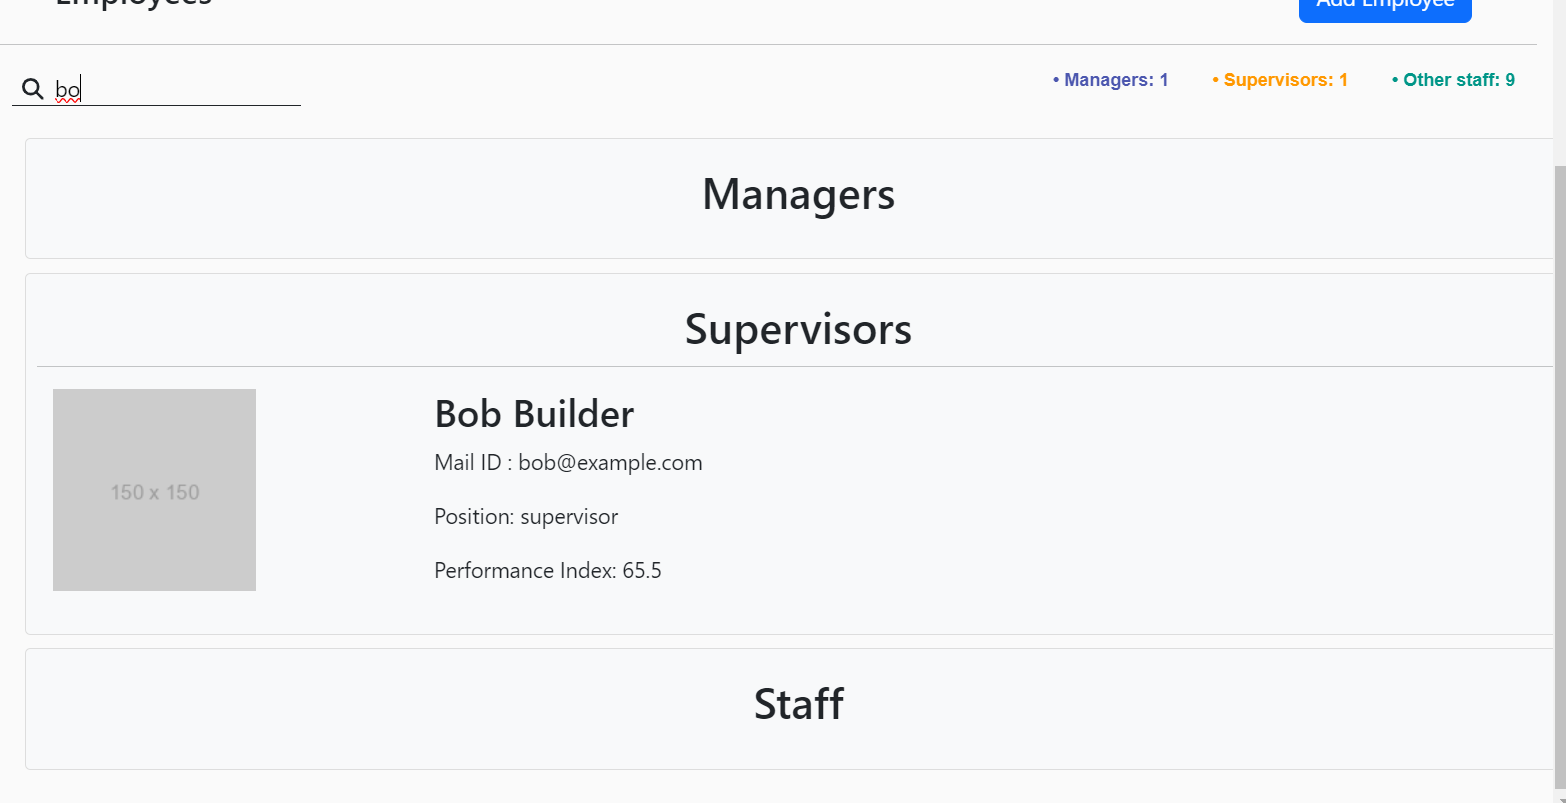 Employees
Add Employee
bo
• Managers: 1
• Supervisors: 1
• Other staff: 9
Managers
Supervisors
150 x 150
Bob Builder
Mail ID : bob@example.com
Position: supervisor
Performance Index: 65.5
Staff